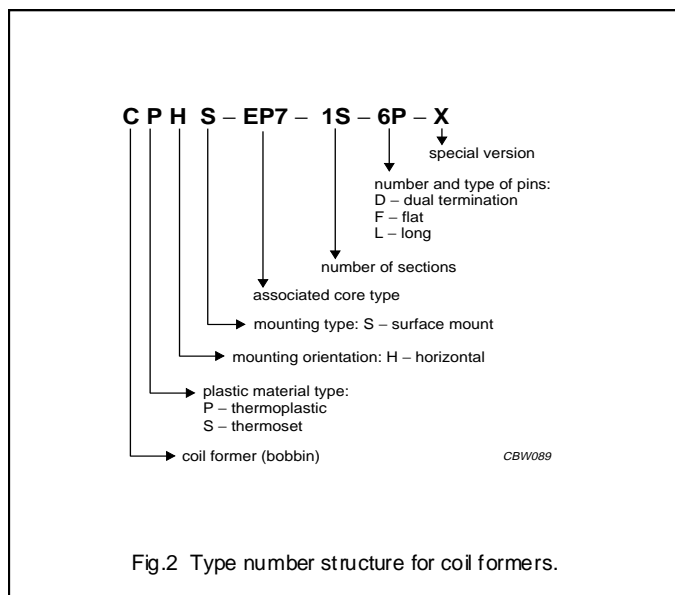 C P H S – EP7 – 1S – 6P – X
special version
number and type of pins:
D – dual termination
F – flat
L – long
number of sections
associated core type
mounting type: S – surface mount
mounting orientation: H – horizontal
plastic material type:
P – thermoplastic
S – thermoset
coil former (bobbin)
CBW089
Fig.2 Type number structure for coil formers.